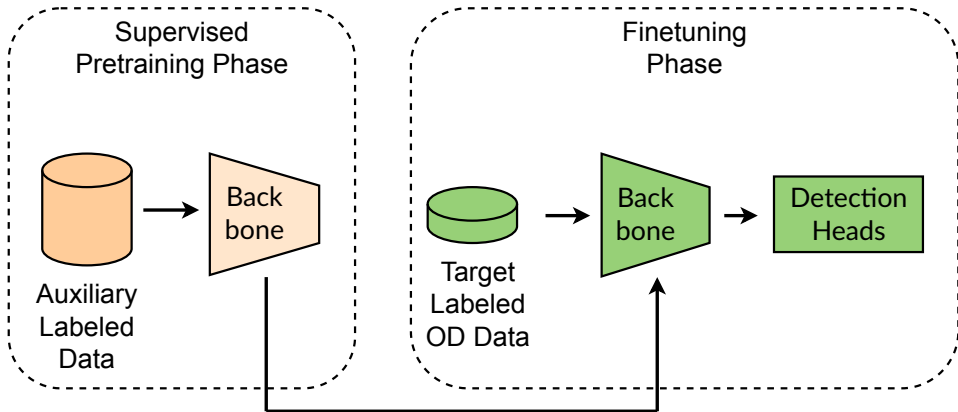 Supervised
Pretraining Phase
Auxiliary
Labeled
Data
Back
bone
Finetuning
Phase
Target
Labeled
OD Data
Back
bone
Detection
Heads